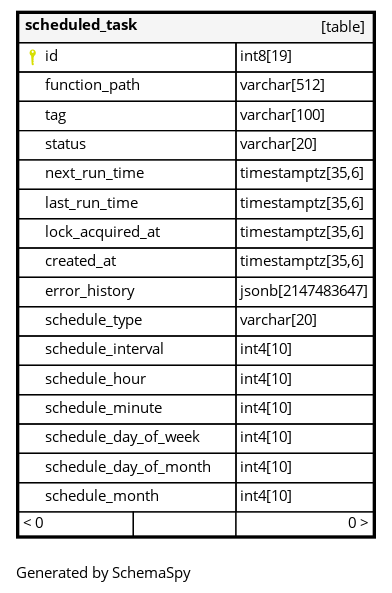 scheduled_task [table]
id int8[19]
function_path varchar[512]
tag varchar[100]
status varchar[20]
next_run_time timestamptz[35,6]
last_run_time timestamptz[35,6]
lock_acquired_at timestamptz[35,6]
created_at timestamptz[35,6]
error_history jsonb[2147483647]
schedule_type varchar[20]
schedule_interval int4[10]
schedule_hour int4[10]
schedule_minute int4[10]
schedule_day_of_week int4[10]
schedule_day_of_month int4[10]
schedule_month int4[10]
< 0 0 >
Generated by SchemaSpy